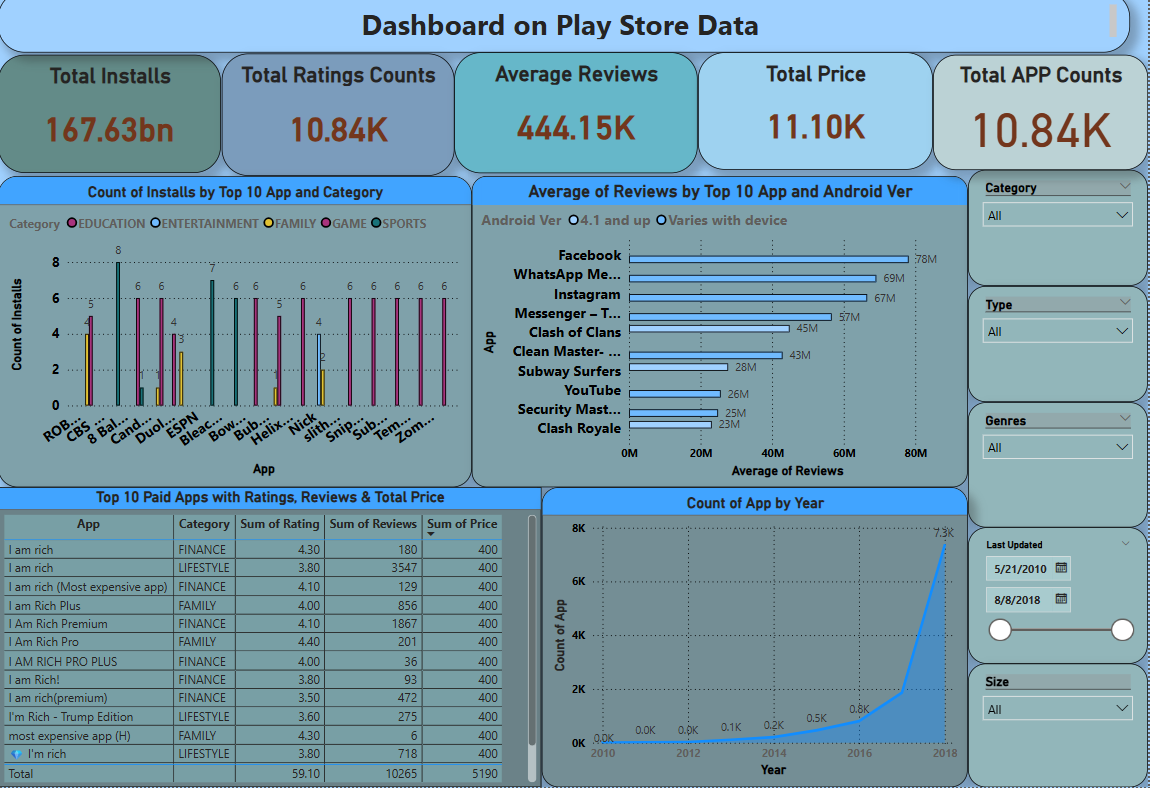 Dashboard on Play Store Data
Total Installs
167.63bn
Total Ratings Counts
10.84K
Average Reviews
444.15K
Total Price
11.10K
Total APP Counts
10.84K
Count of Installs by Top 10 App and Category
Category EDUCATION ENTERTAINMENT FAMILY GAME SPORTS
Count of Installs
8
6
4
2
0
4 5 8 6 1 1 6 4 3 7 6 6 1 5 6 4 2 6 6 6 6 6
ROB... CBS ... 8 Bal... Cand... Duol... ESPN Bleac... Bow... Bub... Helix... Nick slith... Snip... Sub... Tem... Zom...
App
Average of Reviews by Top 10 App and Android Ver
Android Ver 4.1 and up Varies with device
App
Facebook 78M
WhatsApp Me... 69M
Instagram 67M
Messenger – T... 57M
Clash of Clans 45M
Clean Master- ... 43M
Subway Surfers 28M
YouTube 26M
Security Mast... 25M
Clash Royale 23M
0M 20M 40M 60M 80M
Average of Reviews
Category
All
Type
All
Genres
All
Last Updated
5/21/2010
8/8/2018
Size
All
Top 10 Paid Apps with Ratings, Reviews & Total Price
App Category Sum of Rating Sum of Reviews Sum of Price
I am rich FINANCE 4.30 180 400
I am rich LIFESTYLE 3.80 3547 400
I am rich (Most expensive app) FINANCE 4.10 129 400
I am Rich Plus FAMILY 4.00 856 400
I Am Rich Premium FINANCE 4.10 1867 400
I Am Rich Pro FAMILY 4.40 201 400
I AM RICH PRO PLUS FINANCE 4.00 36 400
I am Rich! FINANCE 3.80 93 400
I am rich(premium) FINANCE 3.50 472 400
I'm Rich - Trump Edition LIFESTYLE 3.60 275 400
most expensive app (H) FAMILY 4.30 6 400
💎 I'm rich LIFESTYLE 3.80 718 400
Total 59.10 10265 5190
Count of App by Year
Count of App
8K
6K
4K
2K
0K
0.0K 0.0K 0.0K 0.1K 0.2K 0.5K 0.8K 7.3K
2010 2012 2014 2016 2018
Year